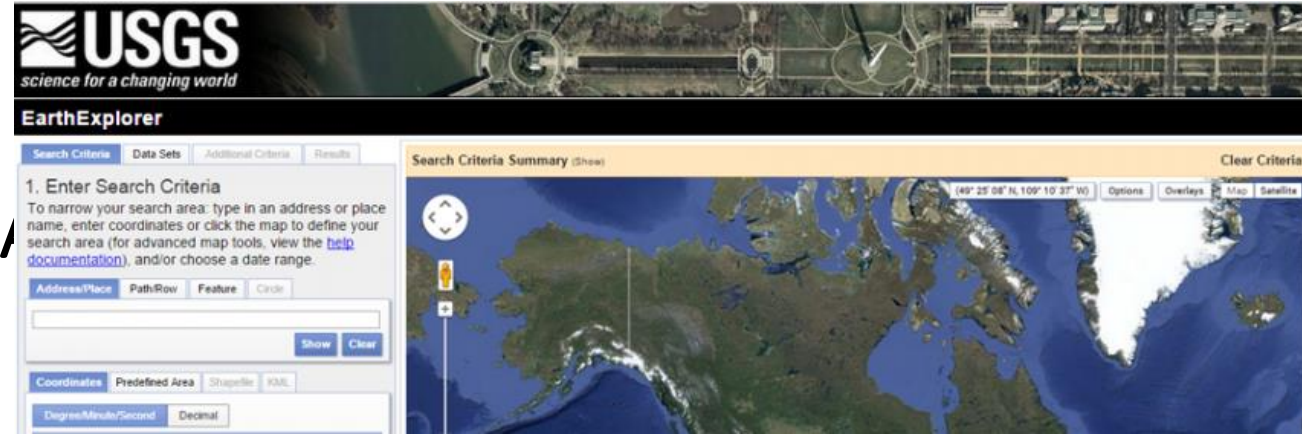 USGS
science for a changing world
EarthExplorer
Search Criteria
Data Sets
Additional Criteria
Results
1. Enter Search Criteria
To narrow your search area: type in an address or place
name, enter coordinates or click the map to define your
search area (for advanced map tools, view the help
documentation), and/or choose a date range.
Address/Place
Path/Row
Feature
Circle
Show
Clear
Coordinates
Predefined Area
Shapefile
KML
Degree/Minute/Second
Decimal
Search Criteria Summary (Show)
Clear Criteria
(49° 25' 08" N, 109° 10' 37" W)
Options
Overlays
Map
Satellite